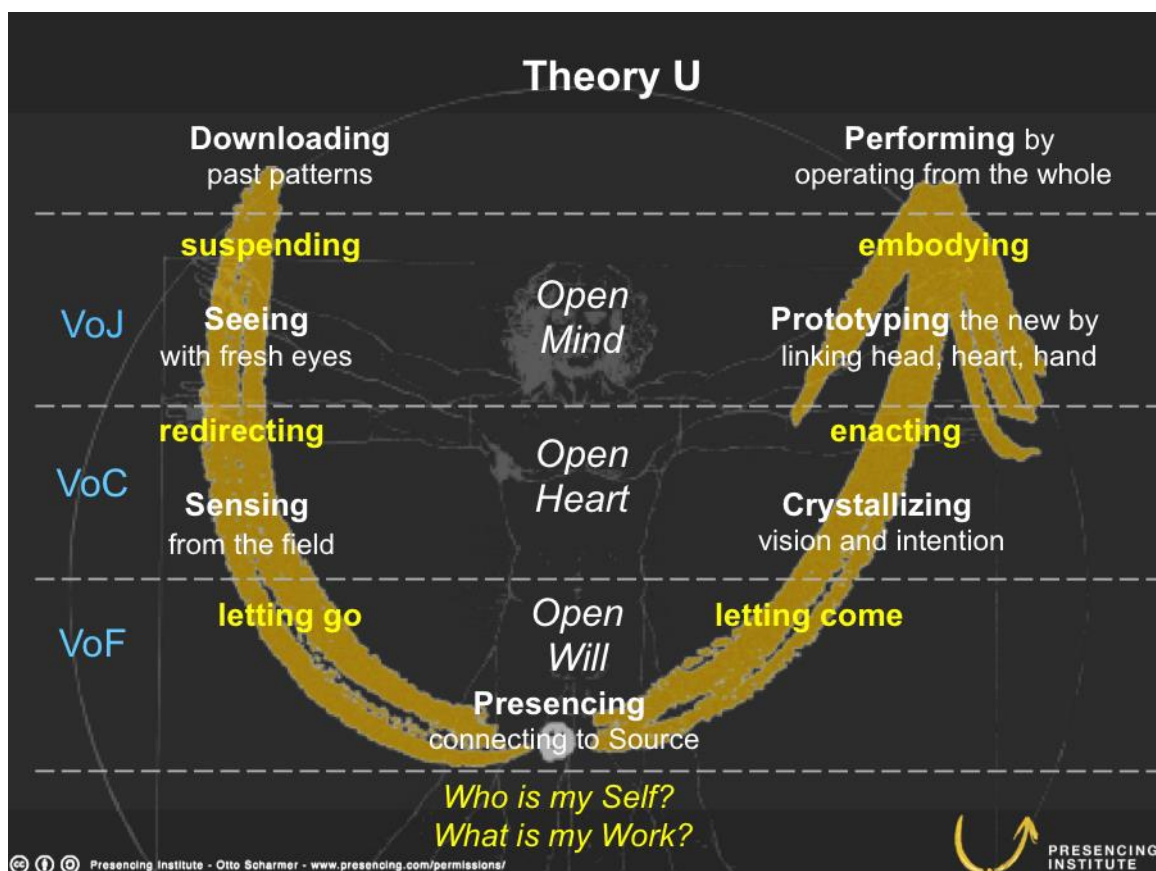 Theory U
Downloading
past patterns
Performing by
operating from the whole
suspending
embodying
VoJ
Seeing
with fresh eyes
Open
Mind
Prototyping the new by
linking head, heart, hand
redirecting
enacting
VoC
Sensing
from the field
Open
Heart
Crystallizing
vision and intention
letting go
letting come
VoF
Open
Will
Presencing
connecting to Source
Who is my Self?
What is my Work?
Presencing Institute - Otto Scharmer - www.presencing.com/permissions/
PRESENCING
INSTITUTE